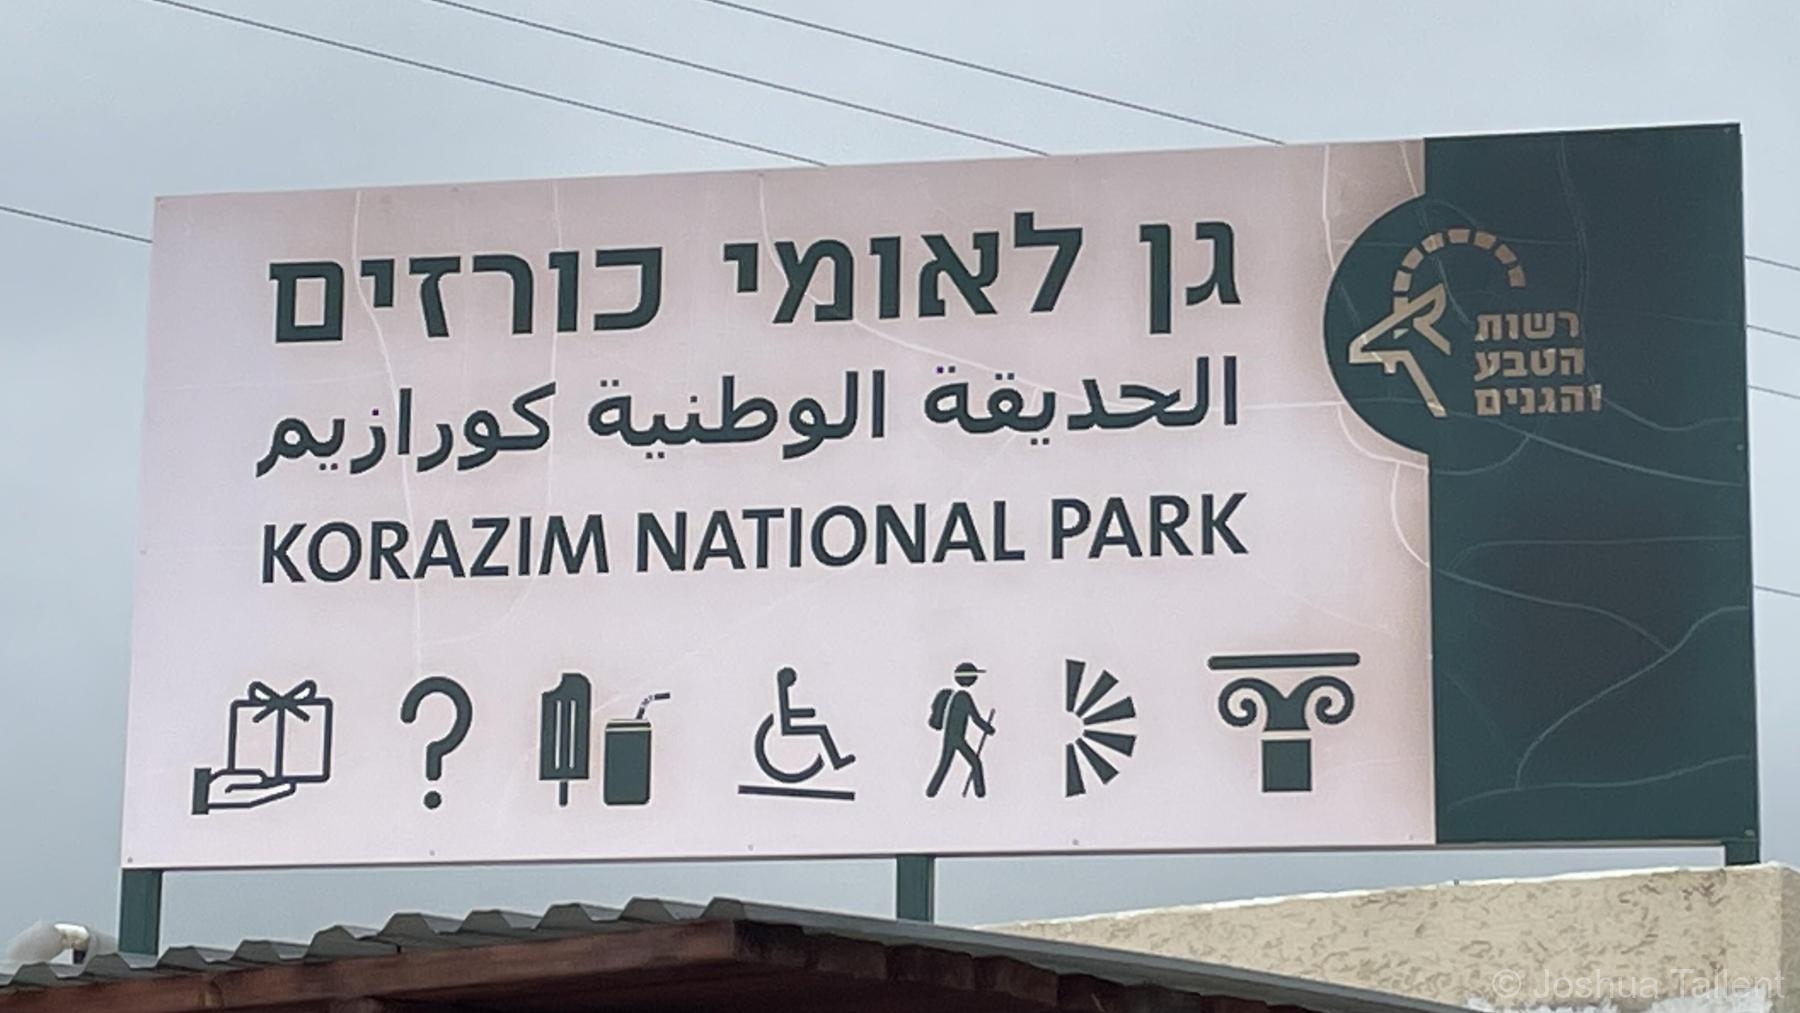 גן לאומי כורזים
الحديقة الوطنية كورازيم
KORAZIM NATIONAL PARK
?
רשות
הטבע
והגנים
© Joshua Tallent